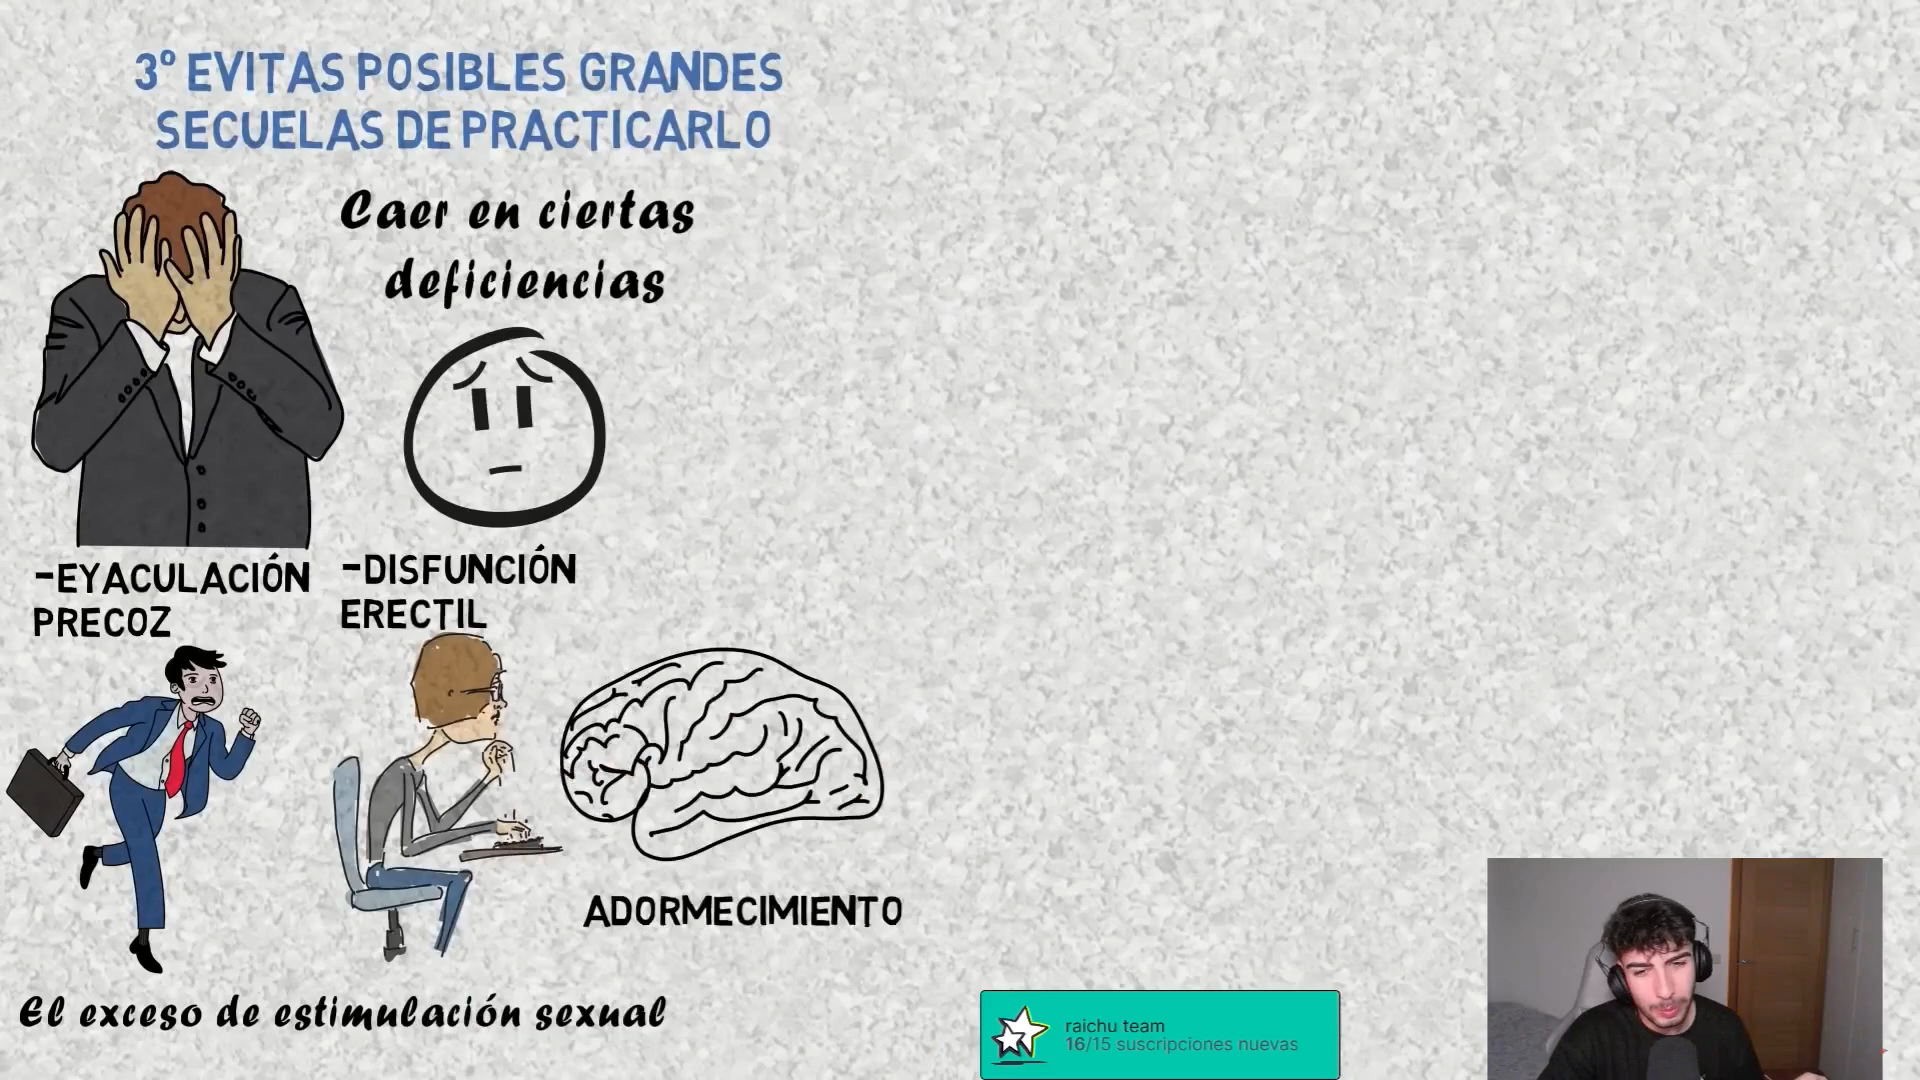 3º EVITAS POSIBLES GRANDES
SECUELAS DE PRACTICARLO
Caer en ciertas
deficiencias
-EYACULACIÓN
PRECOZ
-DISFUNCIÓN
ERECTIL
ADORMECIMIENTO
El exceso de estimulación sexual
raichu team
16/15 suscripciones nuevas